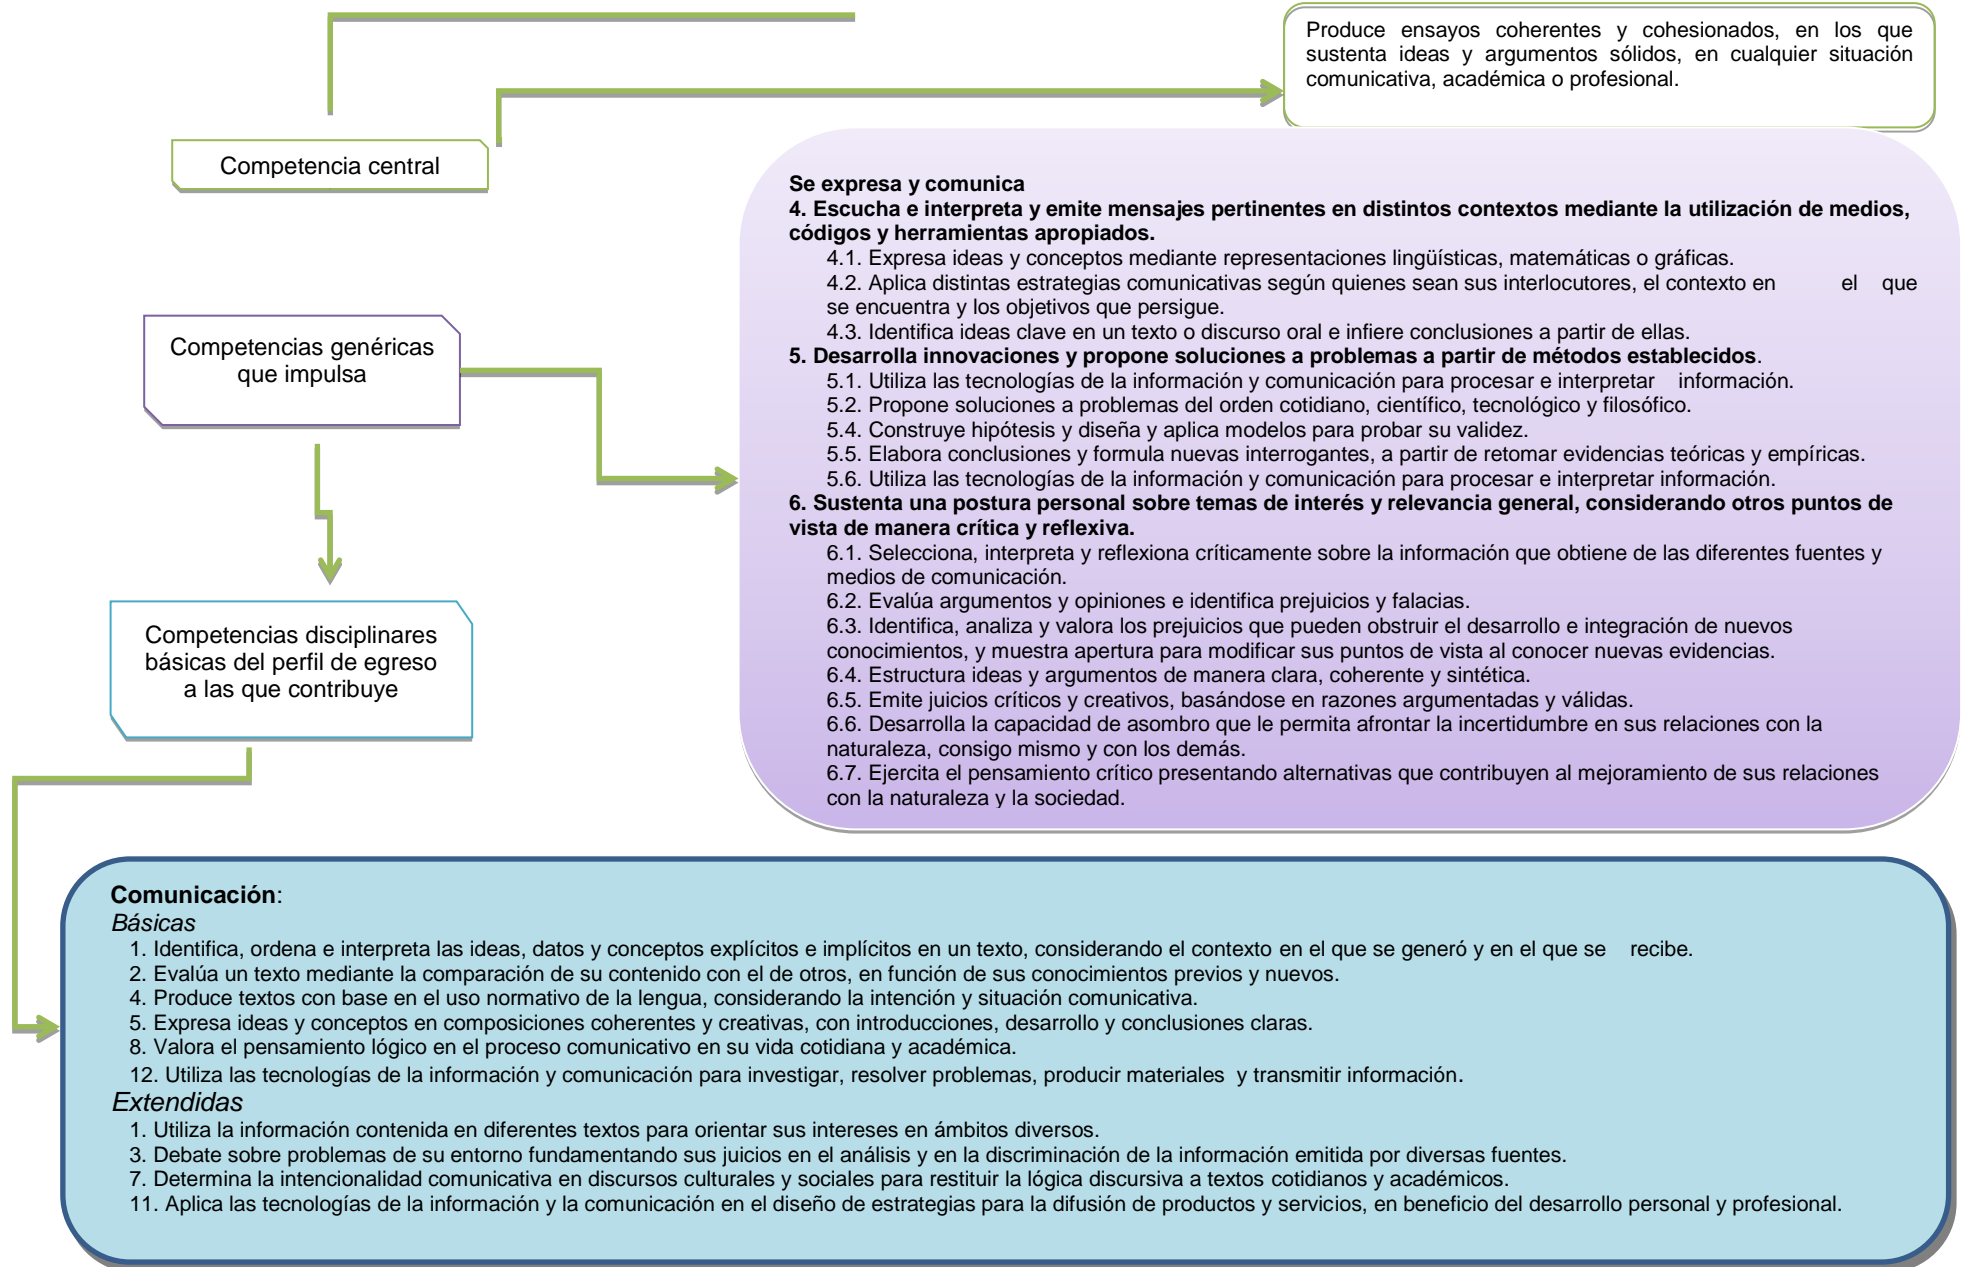 Produce ensayos coherentes y cohesionados, en los que
sustenta ideas y argumentos sólidos, en cualquier situación
comunicativa, académica o profesional.
Competencia central
Se expresa y comunica
4. Escucha e interpreta y emite mensajes pertinentes en distintos contextos mediante la utilización de medios,
códigos y herramientas apropiados.
4.1. Expresa ideas y conceptos mediante representaciones lingüísticas, matemáticas o gráficas.
4.2. Aplica distintas estrategias comunicativas según quienes sean sus interlocutores, el contexto en el que
se encuentra y los objetivos que persigue.
4.3. Identifica ideas clave en un texto o discurso oral e infiere conclusiones a partir de ellas.
5. Desarrolla innovaciones y propone soluciones a problemas a partir de métodos establecidos.
5.1. Utiliza las tecnologías de la información y comunicación para procesar e interpretar información.
5.2. Propone soluciones a problemas del orden cotidiano, científico, tecnológico y filosófico.
5.4. Construye hipótesis y diseña y aplica modelos para probar su validez.
5.5. Elabora conclusiones y formula nuevas interrogantes, a partir de retomar evidencias teóricas y empíricas.
5.6. Utiliza las tecnologías de la información y comunicación para procesar e interpretar información.
6. Sustenta una postura personal sobre temas de interés y relevancia general, considerando otros puntos de
vista de manera crítica y reflexiva.
6.1. Selecciona, interpreta y reflexiona críticamente sobre la información que obtiene de las diferentes fuentes y
medios de comunicación.
6.2. Evalúa argumentos y opiniones e identifica prejuicios y falacias.
6.3. Identifica, analiza y valora los prejuicios que pueden obstruir el desarrollo e integración de nuevos
conocimientos, y muestra apertura para modificar sus puntos de vista al conocer nuevas evidencias.
6.4. Estructura ideas y argumentos de manera clara, coherente y sintética.
6.5. Emite juicios críticos y creativos, basándose en razones argumentadas y válidas.
6.6. Desarrolla la capacidad de asombro que le permita afrontar la incertidumbre en sus relaciones con la
naturaleza, consigo mismo y con los demás.
6.7. Ejercita el pensamiento crítico presentando alternativas que contribuyen al mejoramiento de sus relaciones
con la naturaleza y la sociedad.
Competencias genéricas
que impulsa
Competencias disciplinares
básicas del perfil de egreso
a las que contribuye
Comunicación:
Básicas
1. Identifica, ordena e interpreta las ideas, datos y conceptos explícitos e implícitos en un texto, considerando el contexto en el que se generó y en el que se recibe.
2. Evalúa un texto mediante la comparación de su contenido con el de otros, en función de sus conocimientos previos y nuevos.
4. Produce textos con base en el uso normativo de la lengua, considerando la intención y situación comunicativa.
5. Expresa ideas y conceptos en composiciones coherentes y creativas, con introducciones, desarrollo y conclusiones claras.
8. Valora el pensamiento lógico en el proceso comunicativo en su vida cotidiana y académica.
12. Utiliza las tecnologías de la información y comunicación para investigar, resolver problemas, producir materiales y transmitir información.
Extendidas
1. Utiliza la información contenida en diferentes textos para orientar sus intereses en ámbitos diversos.
3. Debate sobre problemas de su entorno fundamentando sus juicios en el análisis y en la discriminación de la información emitida por diversas fuentes.
7. Determina la intencionalidad comunicativa en discursos culturales y sociales para restituir la lógica discursiva a textos cotidianos y académicos.
11. Aplica las tecnologías de la información y la comunicación en el diseño de estrategias para la difusión de productos y servicios, en beneficio del desarrollo personal y profesional.